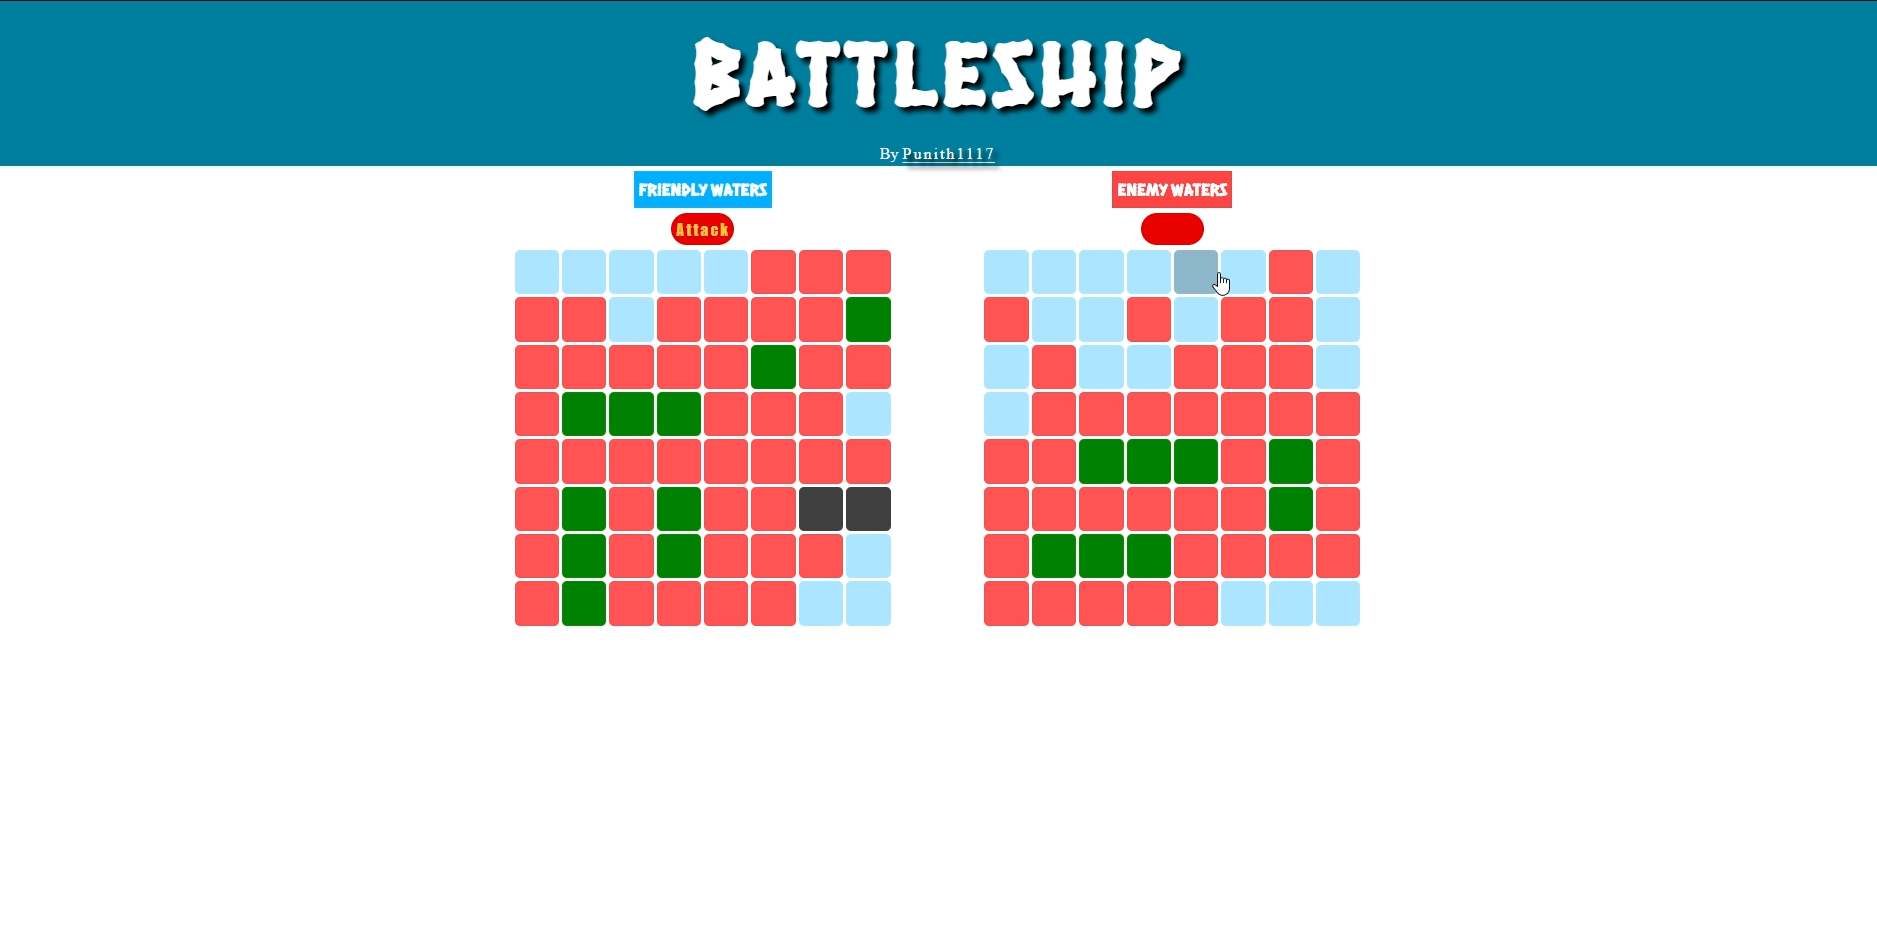 BATTLESHIP
By Punith1117
FRIENDLY WATERS
ENEMY WATERS
Attack